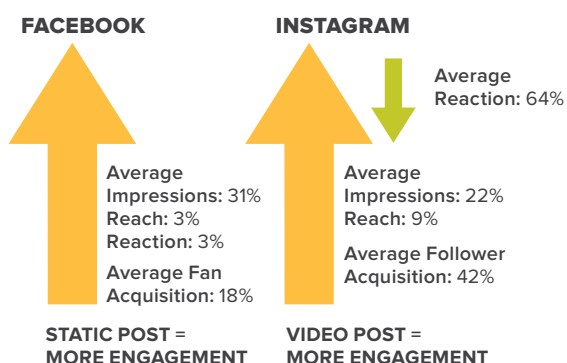 FACEBOOK
Average
Impressions: 31%
Reach: 3%
Reaction: 3%
Average Fan
Acquisition: 18%
STATIC POST =
MORE ENGAGEMENT
INSTAGRAM
Average
Reaction: 64%
Average
Impressions: 22%
Reach: 9%
Average Follower
Acquisition: 42%
VIDEO POST =
MORE ENGAGEMENT